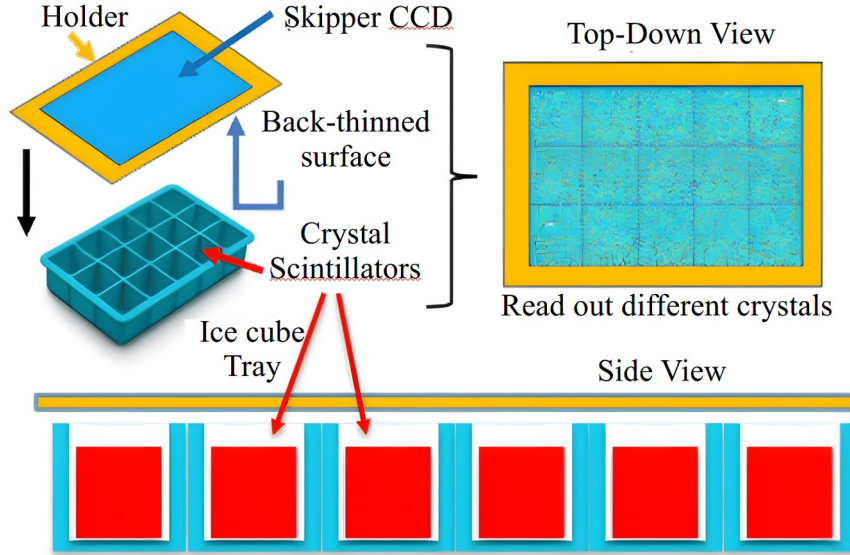 Holder
Skipper CCD
Top-Down View
Back-thinned
surface
Crystal
Scintillators
Read out different crystals
Ice cube
Tray
Side View